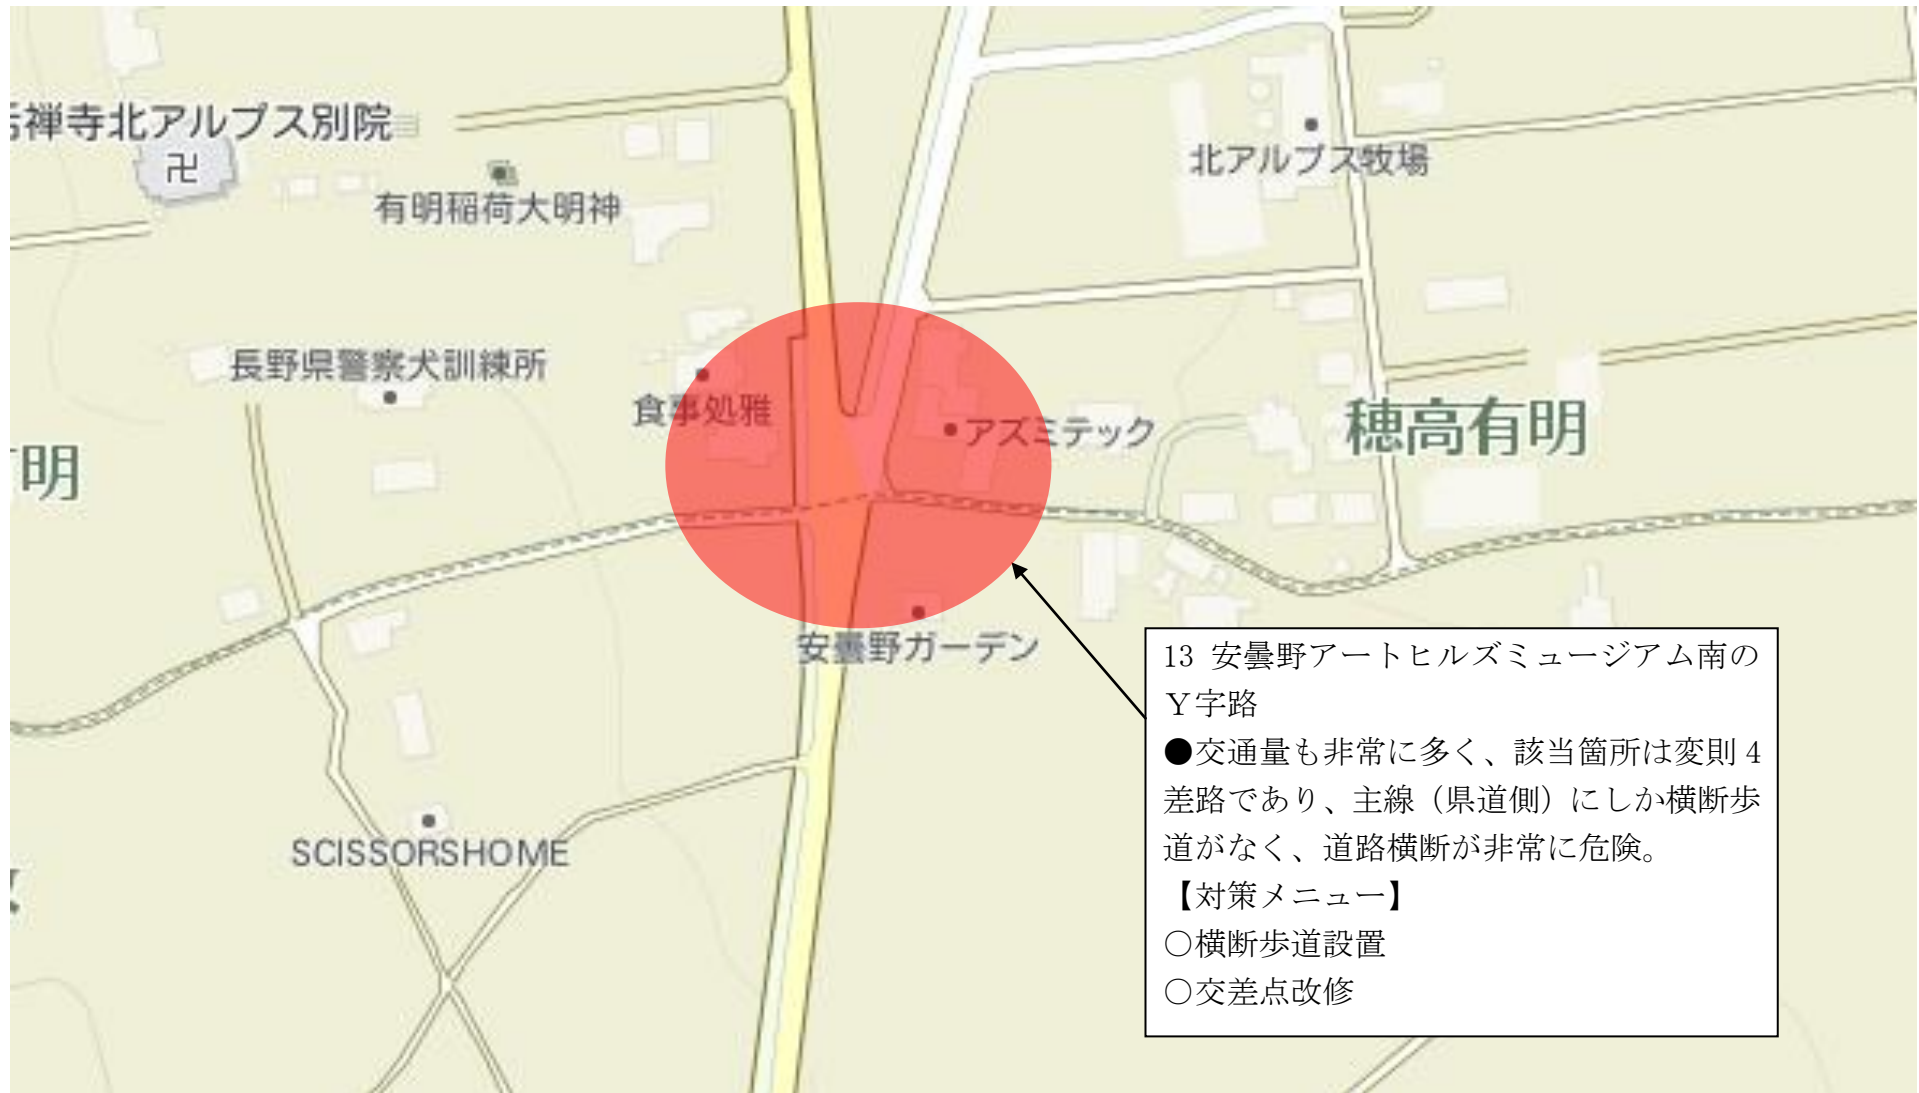 禅寺北アルプス別院
卍
有明稲荷大明神
北アルプス牧場
長野県警察犬訓練所
食事処雅
アズミテック
穂高有明
明
安曇野ガーデン
SCISSORSHOME
13 安曇野アートヒルズミュージアム南の
Y字路
●交通量も非常に多く、該当箇所は変則4
差路であり、主線（県道側）にしか横断歩
道がなく、道路横断が非常に危険。
【対策メニュー】
○横断歩道設置
○交差点改修